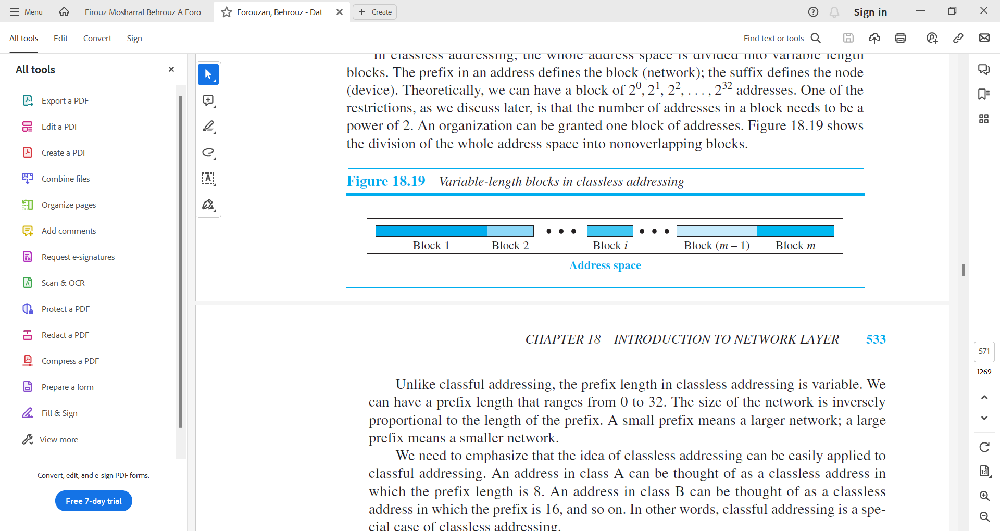 Menu
Firouz Mosharraf Behrouz A Foro...
Forouzan, Behrouz - Dat...
Create
Sign in
All tools
Edit
Convert
Sign
Find text or tools
All tools
Export a PDF
Edit a PDF
Create a PDF
Combine files
Organize pages
Add comments
Request e-signatures
Scan & OCR
Protect a PDF
Redact a PDF
Compress a PDF
Prepare a form
Fill & Sign
View more
Convert, edit, and e-sign PDF forms.
Free 7-day trial
In classless addressing, the whole address space is divided into variable length
blocks. The prefix in an address defines the block (network); the suffix defines the node
(device). Theoretically, we can have a block of 2⁰, 2¹, 2², . . . , 2³² addresses. One of the
restrictions, as we discuss later, is that the number of addresses in a block needs to be a
power of 2. An organization can be granted one block of addresses. Figure 18.19 shows
the division of the whole address space into nonoverlapping blocks.
Figure 18.19 Variable-length blocks in classless addressing
Block 1 Block 2 Block i Block (m – 1) Block m
Address space
CHAPTER 18 INTRODUCTION TO NETWORK LAYER 533
Unlike classful addressing, the prefix length in classless addressing is variable. We
can have a prefix length that ranges from 0 to 32. The size of the network is inversely
proportional to the length of the prefix. A small prefix means a larger network; a large
prefix means a smaller network.
We need to emphasize that the idea of classless addressing can be easily applied to
classful addressing. An address in class A can be thought of as a classless address in
which the prefix length is 8. An address in class B can be thought of as a classless
address in which the prefix is 16, and so on. In other words, classful addressing is a spe-
cial case of classless addressing.
571
1269